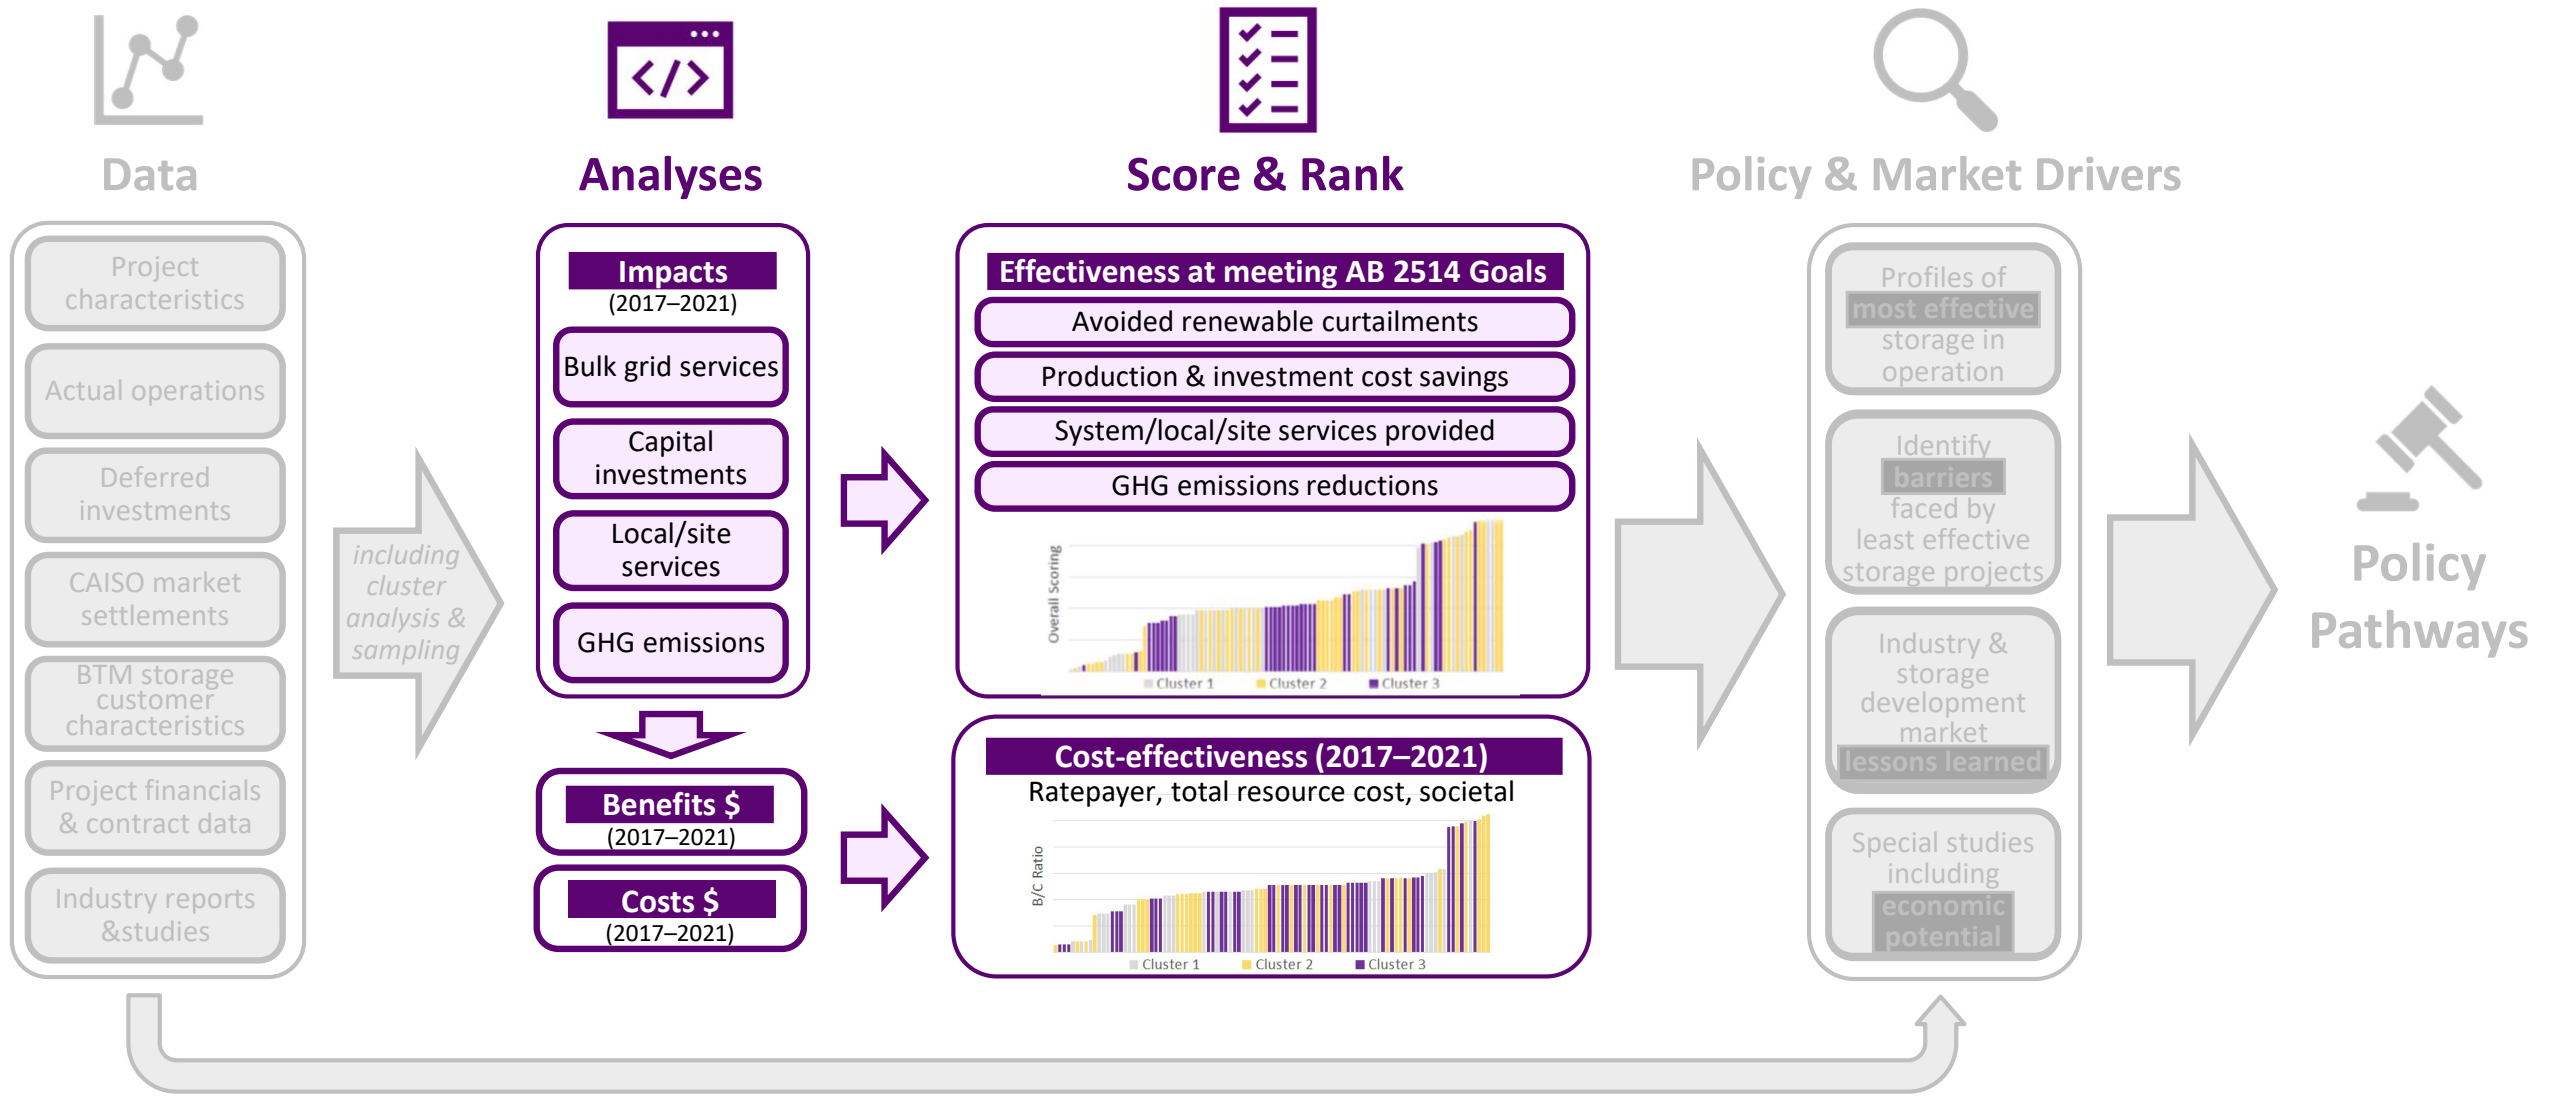 Data
Project
characteristics
Actual operations
Deferred
investments
CAISO market
settlements
BTM storage
customer
characteristics
Project financials
& contract data
Industry reports
&studies
including
cluster
analysis &
sampling
Analyses
Impacts
(2017–2021)
Bulk grid services
Capital
investments
Local/site
services
GHG emissions
Benefits $
(2017–2021)
Costs $
(2017–2021)
Score & Rank
Effectiveness at meeting AB 2514 Goals
Avoided renewable curtailments
Production & investment cost savings
System/local/site services provided
GHG emissions reductions
Overall Scoring
Cluster 1
Cluster 2
Cluster 3
Cost-effectiveness (2017–2021)
Ratepayer, total resource cost, societal
B/C Ratio
Cluster 1
Cluster 2
Cluster 3
Policy & Market Drivers
Profiles of
most effective
storage in
operation
Identify
barriers
faced by
least effective
storage projects
Industry &
storage
development
market
lessons learned
Special studies
including
economic
potential
Policy
Pathways